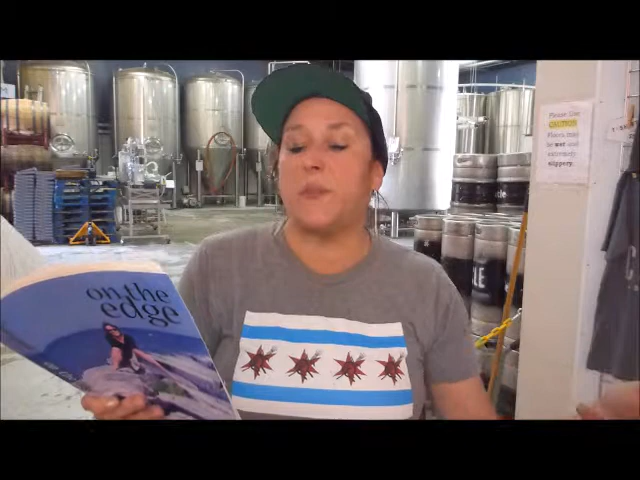 on the
edge
Please Use
CAUTION
Floors may
be wet and
extremely
slippery.